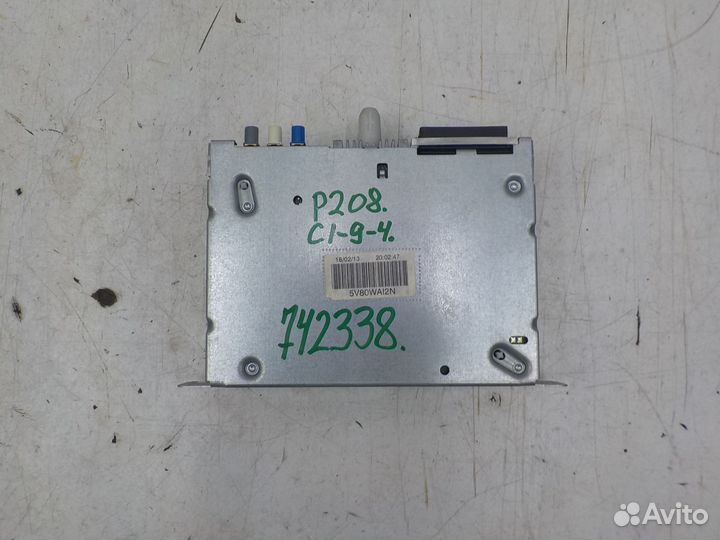 P208.
C1-9-4.
18/02/13 20:02:47
5V80WAI2N
742338.
Avito